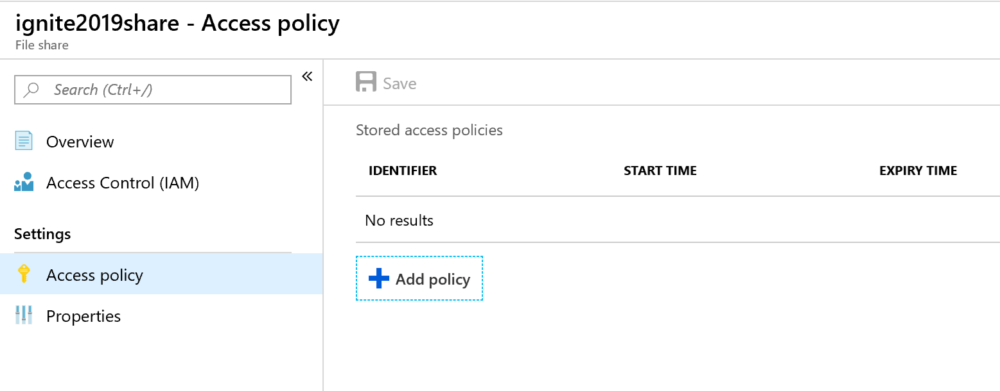 ignite2019share - Access policy
File share
Search (Ctrl+/)
Overview
Access Control (IAM)
Settings
Access policy
Properties
Save
Stored access policies
IDENTIFIER START TIME EXPIRY TIME
No results
Add policy